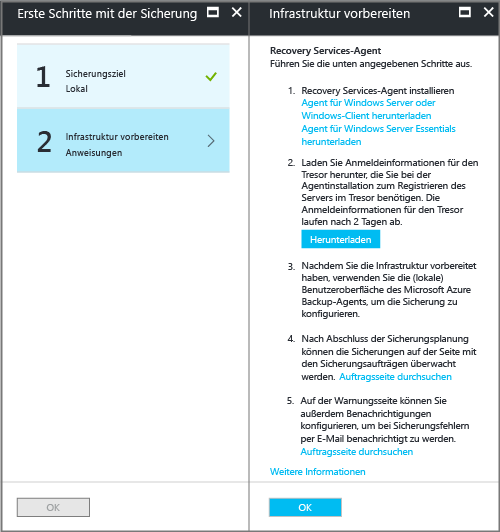 Erste Schritte mit der Sicherung
1
Sicherungsziel
Lokal
2
Infrastruktur vorbereiten
Anweisungen
OK
Infrastruktur vorbereiten
Recovery Services-Agent
Führen Sie die unten angegebenen Schritte aus.
1. Recovery Services-Agent installieren
Agent für Windows Server oder
Windows-Client herunterladen
Agent für Windows Server Essentials
herunterladen
2. Laden Sie Anmeldeinformationen für den
Tresor herunter, die Sie bei der
Agentinstallation zum Registrieren des
Servers im Tresor benötigen. Die
Anmeldeinformationen für den Tresor
laufen nach 2 Tagen ab.
Herunterladen
3. Nachdem Sie die Infrastruktur vorbereitet
haben, verwenden Sie die (lokale)
Benutzeroberfläche des Microsoft Azure
Backup-Agents, um die Sicherung zu
konfigurieren.
4. Nach Abschluss der Sicherungsplanung
können die Sicherungen auf der Seite mit
den Sicherungsaufträgen überwacht
werden. Auftragsseite durchsuchen
5. Auf der Warnungsseite können Sie
außerdem Benachrichtigungen
konfigurieren, um bei Sicherungsfehlern
per E-Mail benachrichtigt zu werden.
Auftragsseite durchsuchen
Weitere Informationen
OK